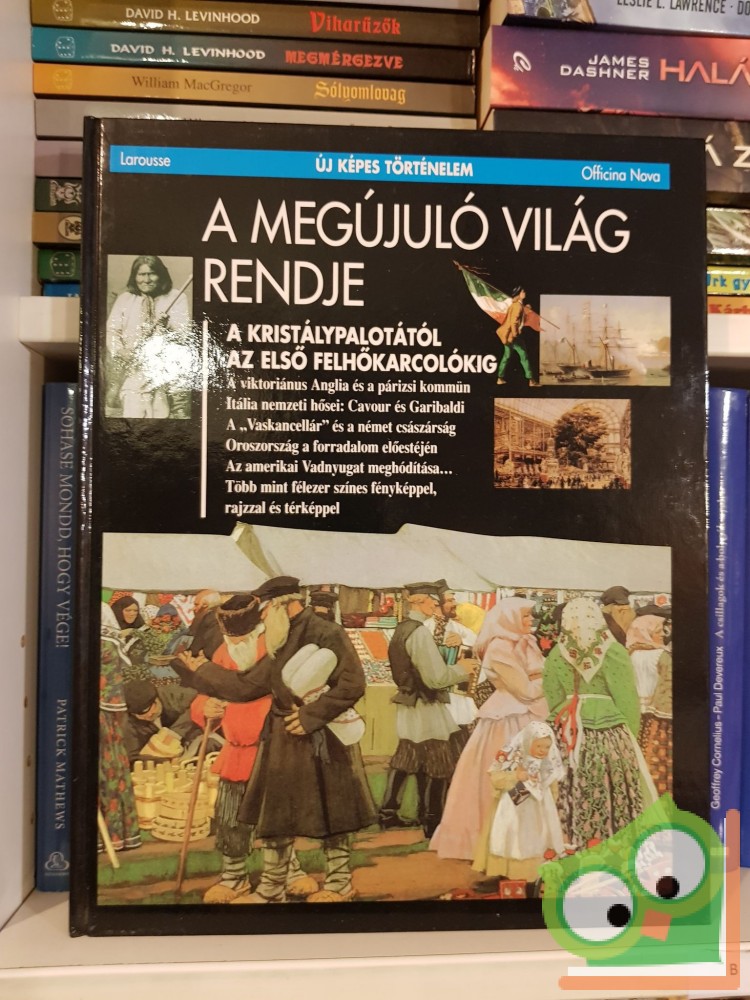 DAVID H. LEVINHOOD Viharűzők
DAVID H. LEVINHOOD MEGMÉRGEZVE
William MacGregor Sólyomlovag
LESLIE L. LAWRENCE
JAMES DASHNER HALÁ
Larousse
ÚJ KÉPES TÖRTÉNELEM
Officina Nova
A MEGÚJULÓ VILÁG
RENDJE
A KRISTÁLYPALOTÁTÓL
AZ ELSŐ FELHŐKARCOLÓKIG
A viktoriánus Anglia és a párizsi kommün
Itália nemzeti hősei: Cavour és Garibaldi
A „Vaskancellár” és a német császárság
Oroszország a forradalom előestéjén
Az amerikai Vadnyugat meghódítása...
Több mint félezer színes fényképpel,
rajzzal és térképpel
SOHASE MONDD, HOGY VÉGE!
PATRICK MATHEWS
Geoffrey Cornelius - Paul Devereux A csillagok és a
B